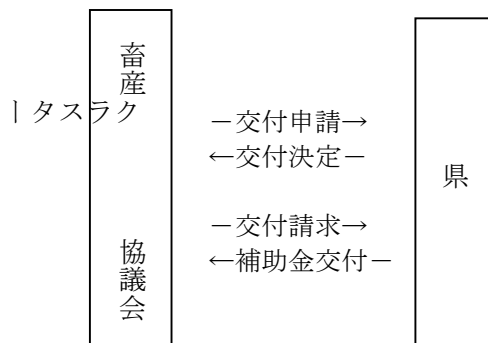 畜産
クラスター
協議会
－交付申請→
←交付決定－
－交付請求→
←補助金交付－
県